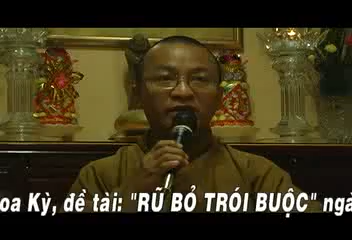 oa Kỳ, đề tài: "RŨ BỎ TRÓI BUỘC" ngà